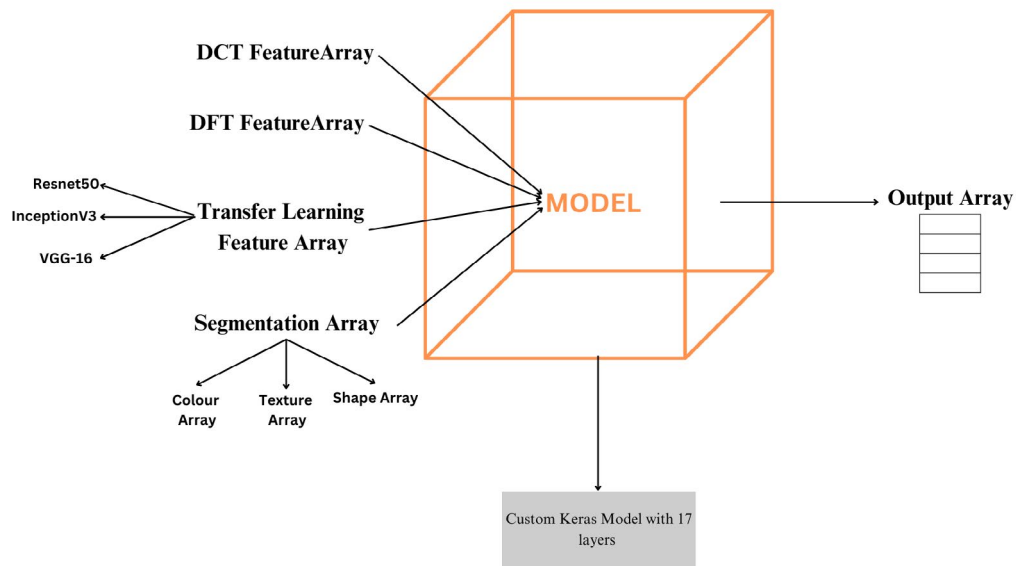 DCT FeatureArray
DFT FeatureArray
Resnet50
InceptionV3
VGG-16
Transfer Learning
Feature Array
MODEL
Output Array
Segmentation Array
Colour
Array
Texture
Array
Shape Array
Custom Keras Model with 17
layers